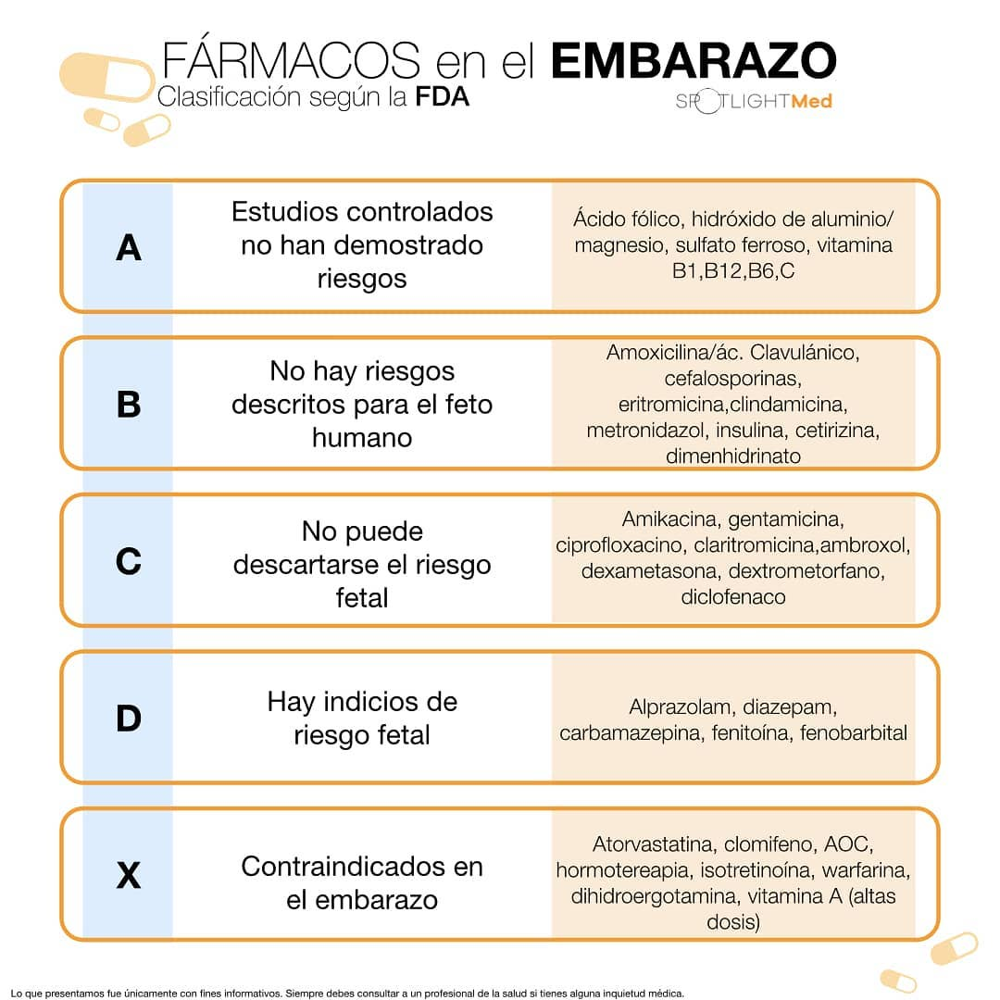 FÁRMACOS en el EMBARAZO
Clasificación según la FDA
SPOTLIGHTMed
A
Estudios controlados
no han demostrado
riesgos
Ácido fólico, hidróxido de aluminio/
magnesio, sulfato ferroso, vitamina
B1,B12,B6,C
B
No hay riesgos
descritos para el feto
humano
Amoxicilina/ác. Clavulánico,
cefalosporinas,
eritromicina,clindamicina,
metronidazol, insulina, cetirizina,
dimenhidrinato
C
No puede
descartarse el riesgo
fetal
Amikacina, gentamicina,
ciprofloxacino, claritromicina,ambroxol,
dexametasona, dextrometorfano,
diclofenaco
D
Hay indicios de
riesgo fetal
Alprazolam, diazepam,
carbamazepina, fenitoína, fenobarbital
X
Contraindicados en
el embarazo
Atorvastatina, clomifeno, AOC,
hormotereapia, isotretinoína, warfarina,
dihidroergotamina, vitamina A (altas
dosis)
Lo que presentamos fue únicamente con fines informativos. Siempre debes consultar a un profesional de la salud si tienes alguna inquietud médica.